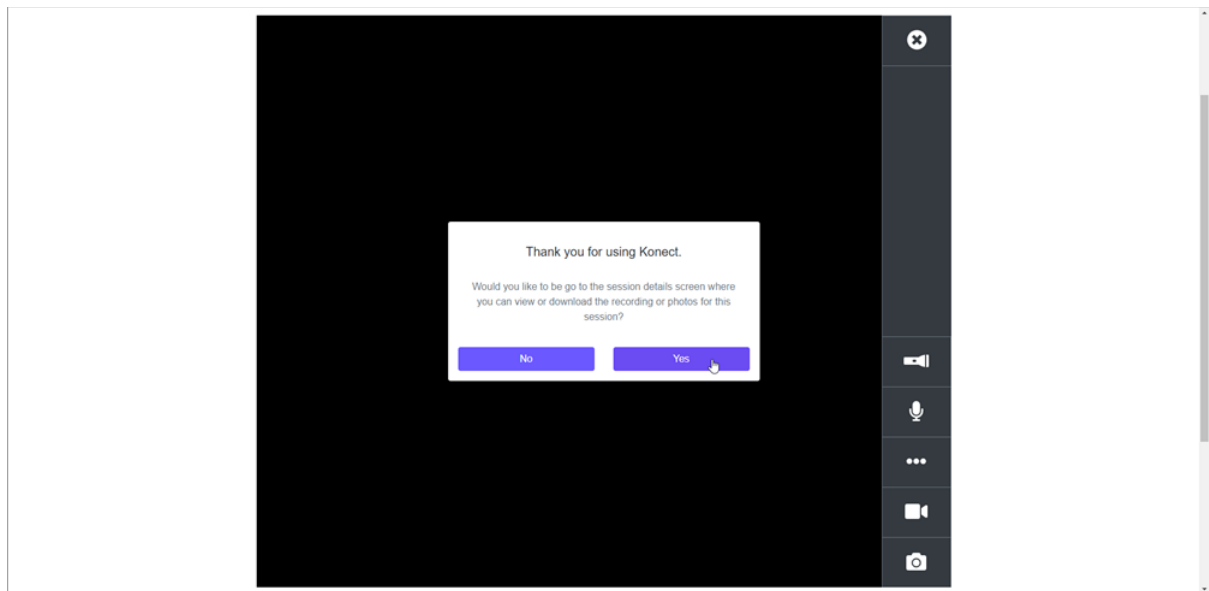 Thank you for using Konect.
Would you like to be go to the session details screen where
you can view or download the recording or photos for this
session?
No
Yes